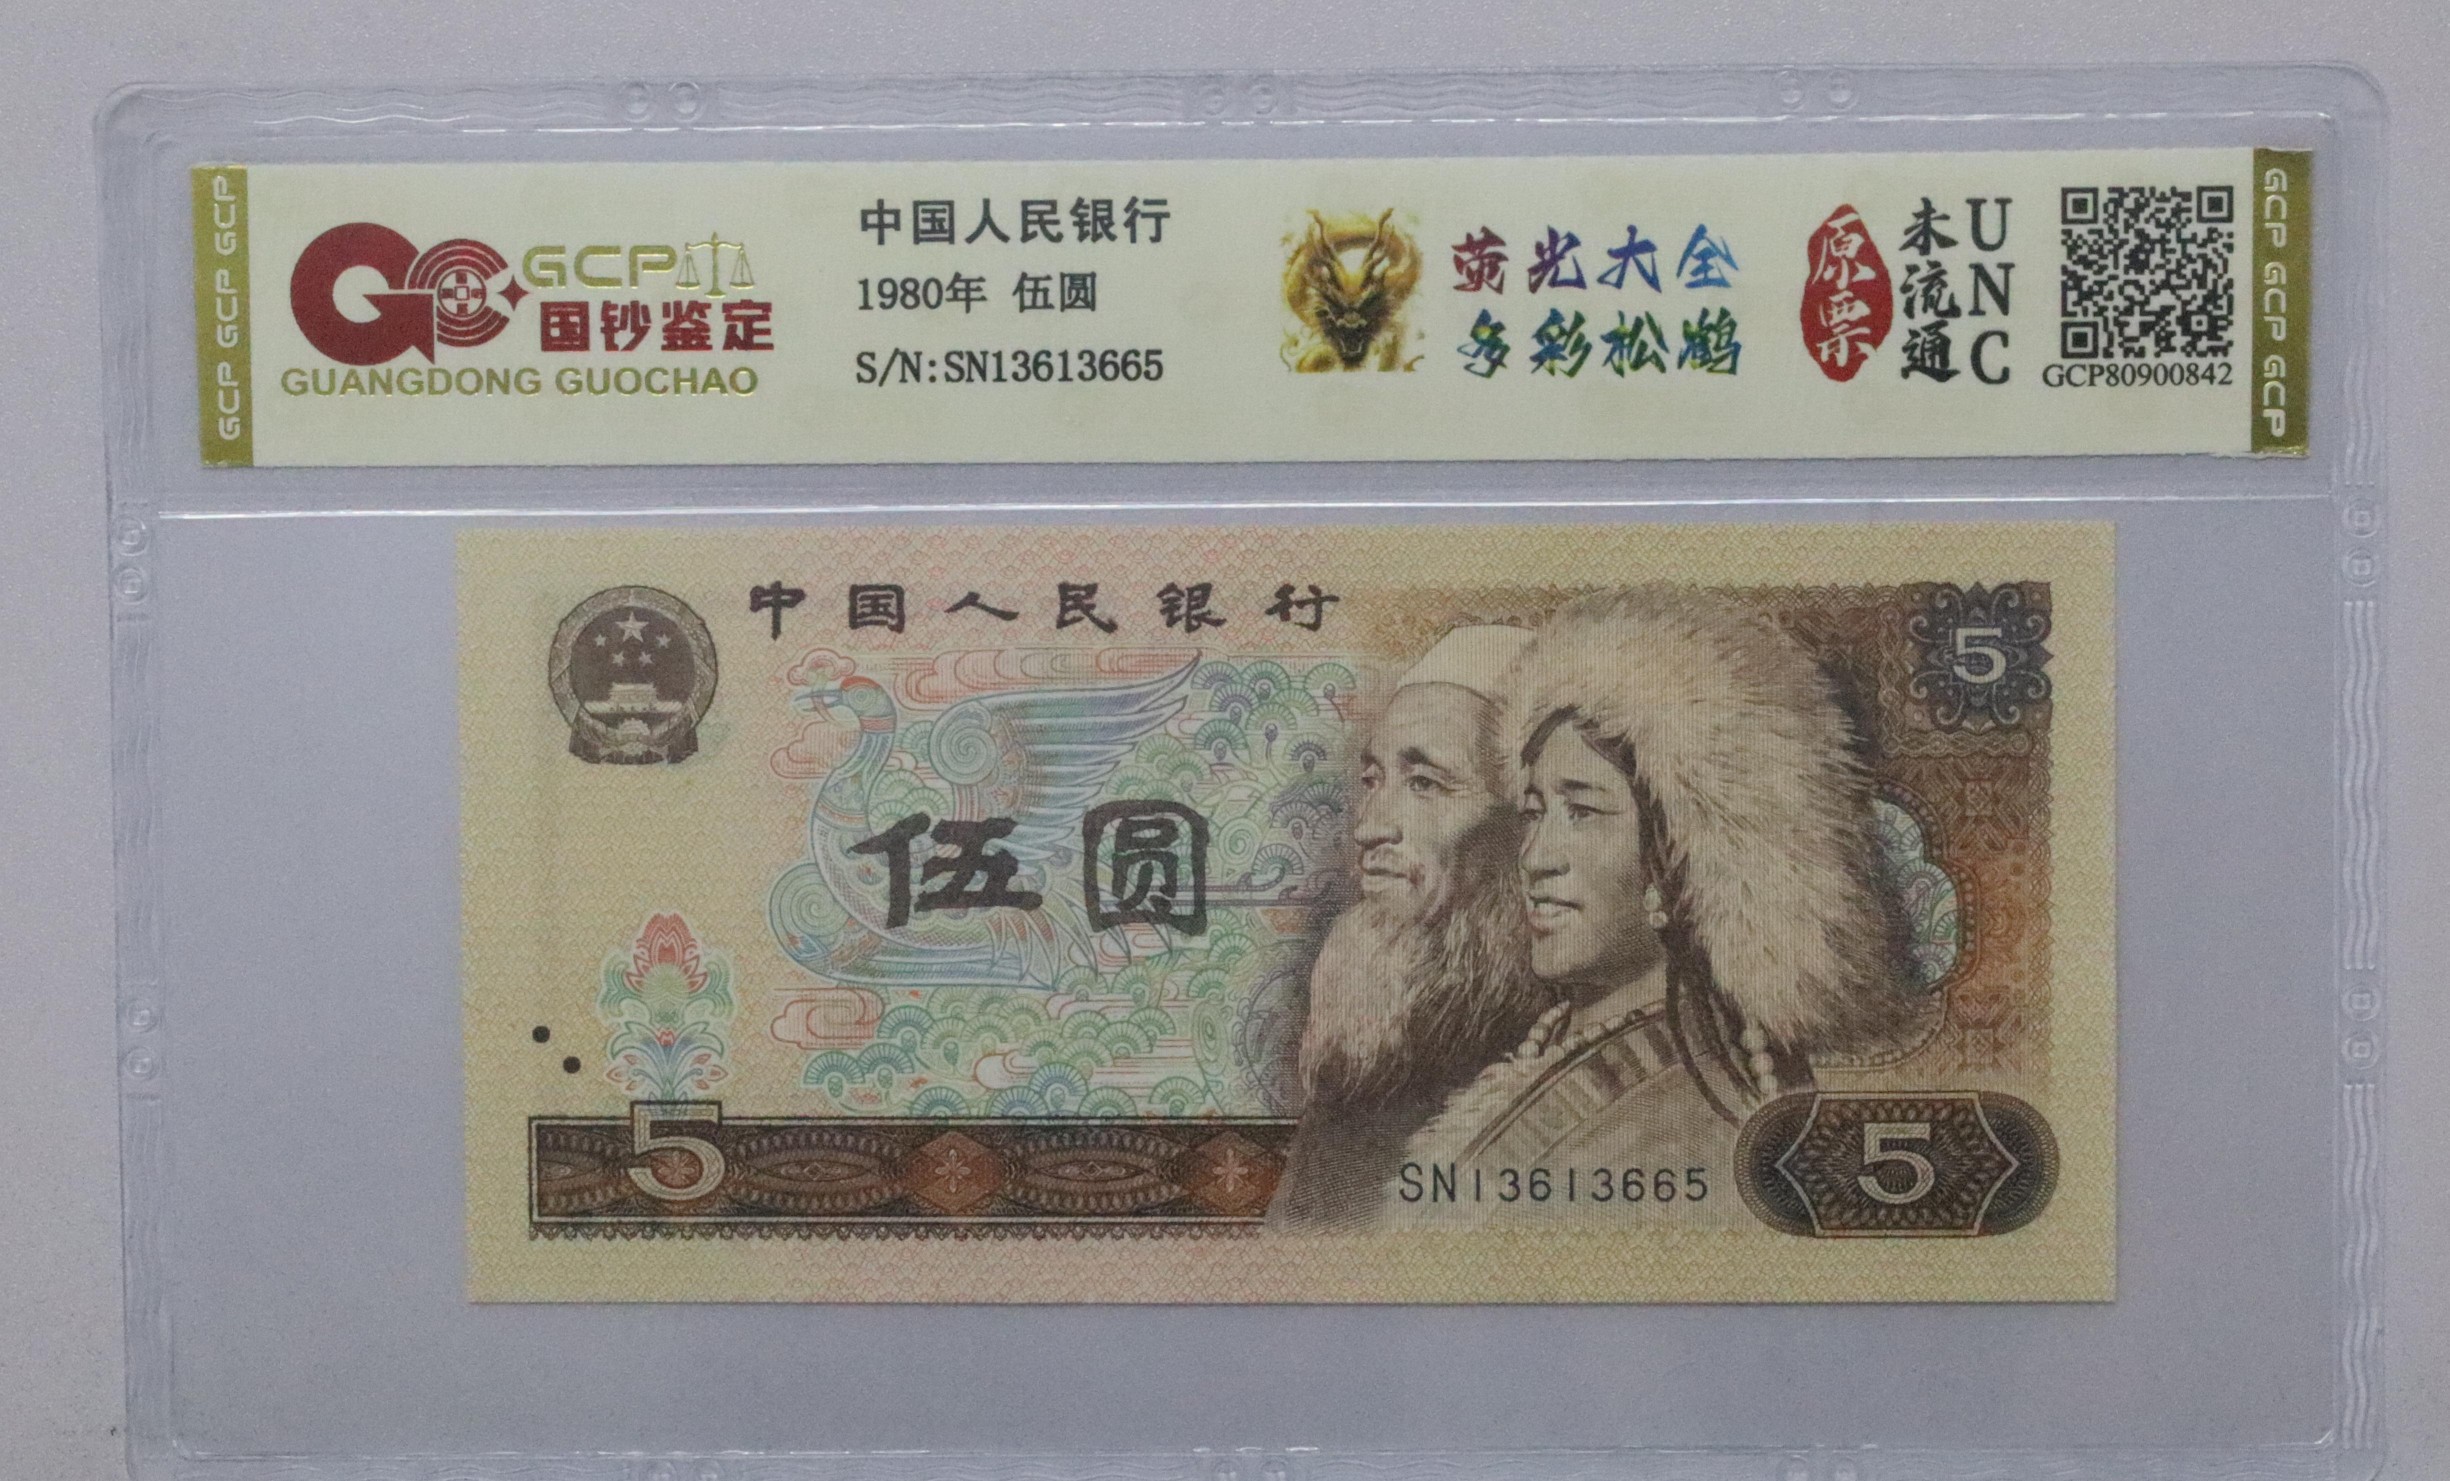 GCP GCP GCP
GCP
国钞鉴定
GUANGDONG GUOCHAO
中国人民银行
1980年 伍圆
S/N:SN13613665
荧光大全
多彩松鹤
原票
未流通
UNC
GCP80900842
GCP GCP GCP
中国人民银行
5
伍圆
5
SN13613665
5